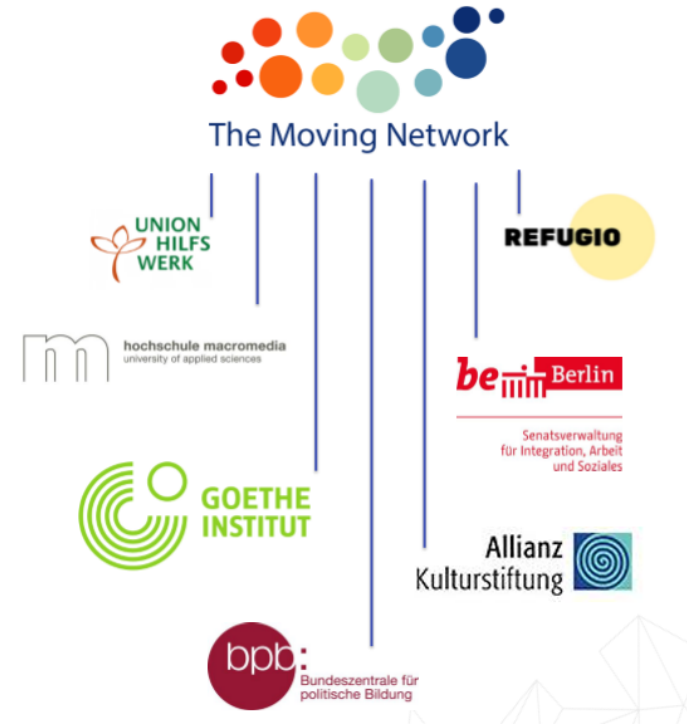 The Moving Network
UNION
HILFS
WERK
REFUGIO
m
hochschule macromedia
university of applied sciences
be Berlin
Senatsverwaltung
für Integration, Arbeit
und Soziales
GOETHE
INSTITUT
Allianz
Kulturstiftung
bpb:
Bundeszentrale für
politische Bildung